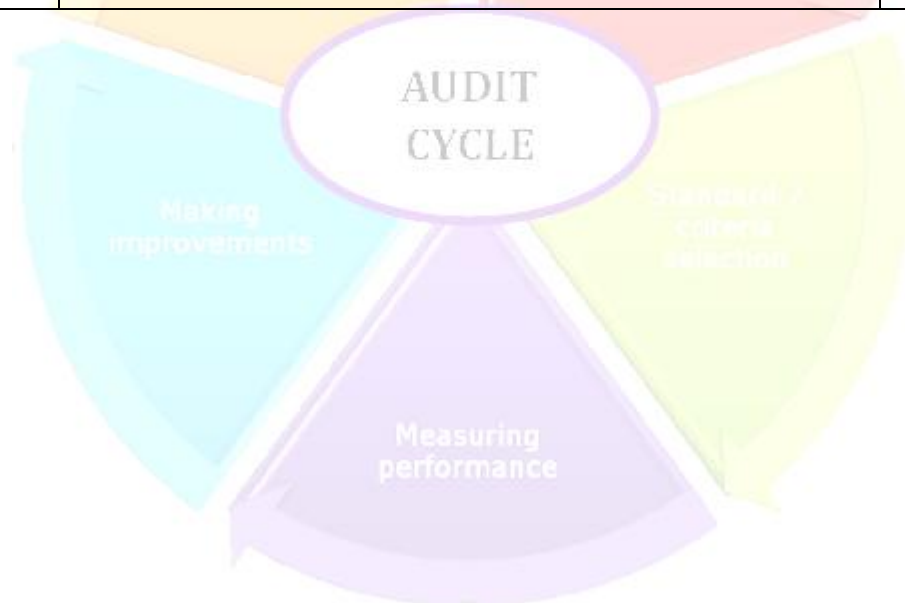 AUDIT
CYCLE
Making
improvements
Standard /
criteria
selection
Measuring
performance